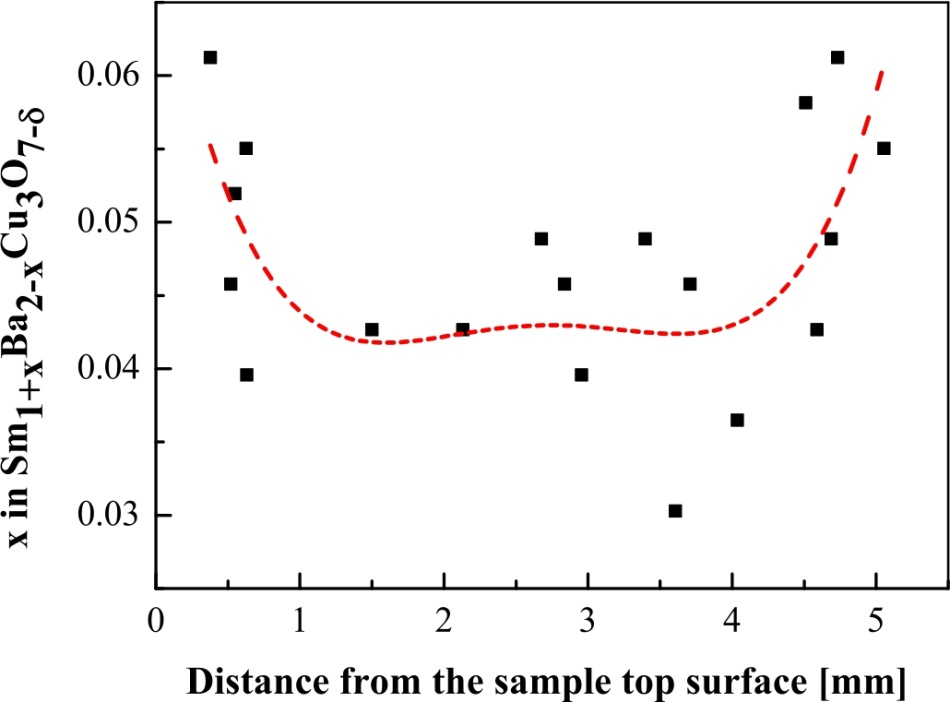 0.06
0.05
0.04
0.03
x in Sm1+xBa2-xCu3O7-δ
0 1 2 3 4 5
Distance from the sample top surface [mm]